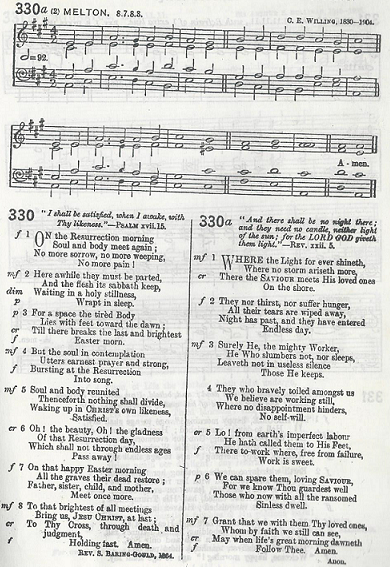 330a (2) MELTON. 8.7.8.3.
C. E. WILLING, 1830–1904.
= 92.
A - men.
330 "I shall be satisfied, when I awake, with
Thy likeness."—PSALM xvii. 15.
f 1 ON the Resurrection morning
Soul and body meet again;
No more sorrow, no more weeping,
No more pain!
mf 2 Here awhile they must be parted,
And the flesh its sabbath keep,
dim Waiting in a holy stillness,
p Wrapt in sleep.
p 3 For a space the tirèd Body
Lies with feet toward the dawn;
cr Till there breaks the last and brightest
f Easter morn.
mf 4 But the soul in contemplation
Utters earnest prayer and strong,
f Bursting at the Resurrection
Into song.
mf 5 Soul and body reunited
Thenceforth nothing shall divide,
Waking up in CHRIST'S own likeness,
Satisfied.
cr 6 Oh! the beauty, Oh! the gladness
Of that Resurrection day,
Which shall not through endless ages
Pass away!
f 7 On that happy Easter morning
All the graves their dead restore;
Father, sister, child, and mother,
Meet once more.
mf 8 To that brightest of all meetings
Bring us, JESU CHRIST, at last;
cr To Thy Cross, through death and
judgment,
f Holding fast. Amen.
REV. S. BARING-GOULD, 1864.
330a "And there shall be no night there;
and they need no candle, neither light
of the sun; for the LORD GOD giveth
them light."—REV. xxii. 5.
mf 1 WHERE the Light for ever shineth,
Where no storm ariseth more,
cr There the SAVIOUR meets His loved ones
On the shore.
f 2 They nor thirst, nor suffer hunger,
All their tears are wiped away,
Night has past, and they have entered
Endless day.
mf 3 Surely He, the mighty Worker,
He Who slumbers not, nor sleeps,
Leaveth not in useless silence
Those He keeps.
4 They who bravely toiled amongst us
We believe are working still,
Where no disappointment hinders,
No self-will.
cr 5 Lo! from earth's imperfect labour
He hath called them to His Feet,
f There to work where, free from failure,
Work is sweet.
p 6 We can spare them, loving SAVIOUR,
For we know Thou guardest well
Those who now with all the ransomed
Sinless dwell.
mf 7 Grant that we with them Thy loved ones,
Whom by faith we still can see,
cr May when life's great morning dawneth
f Follow Thee. Amen.
Anon.